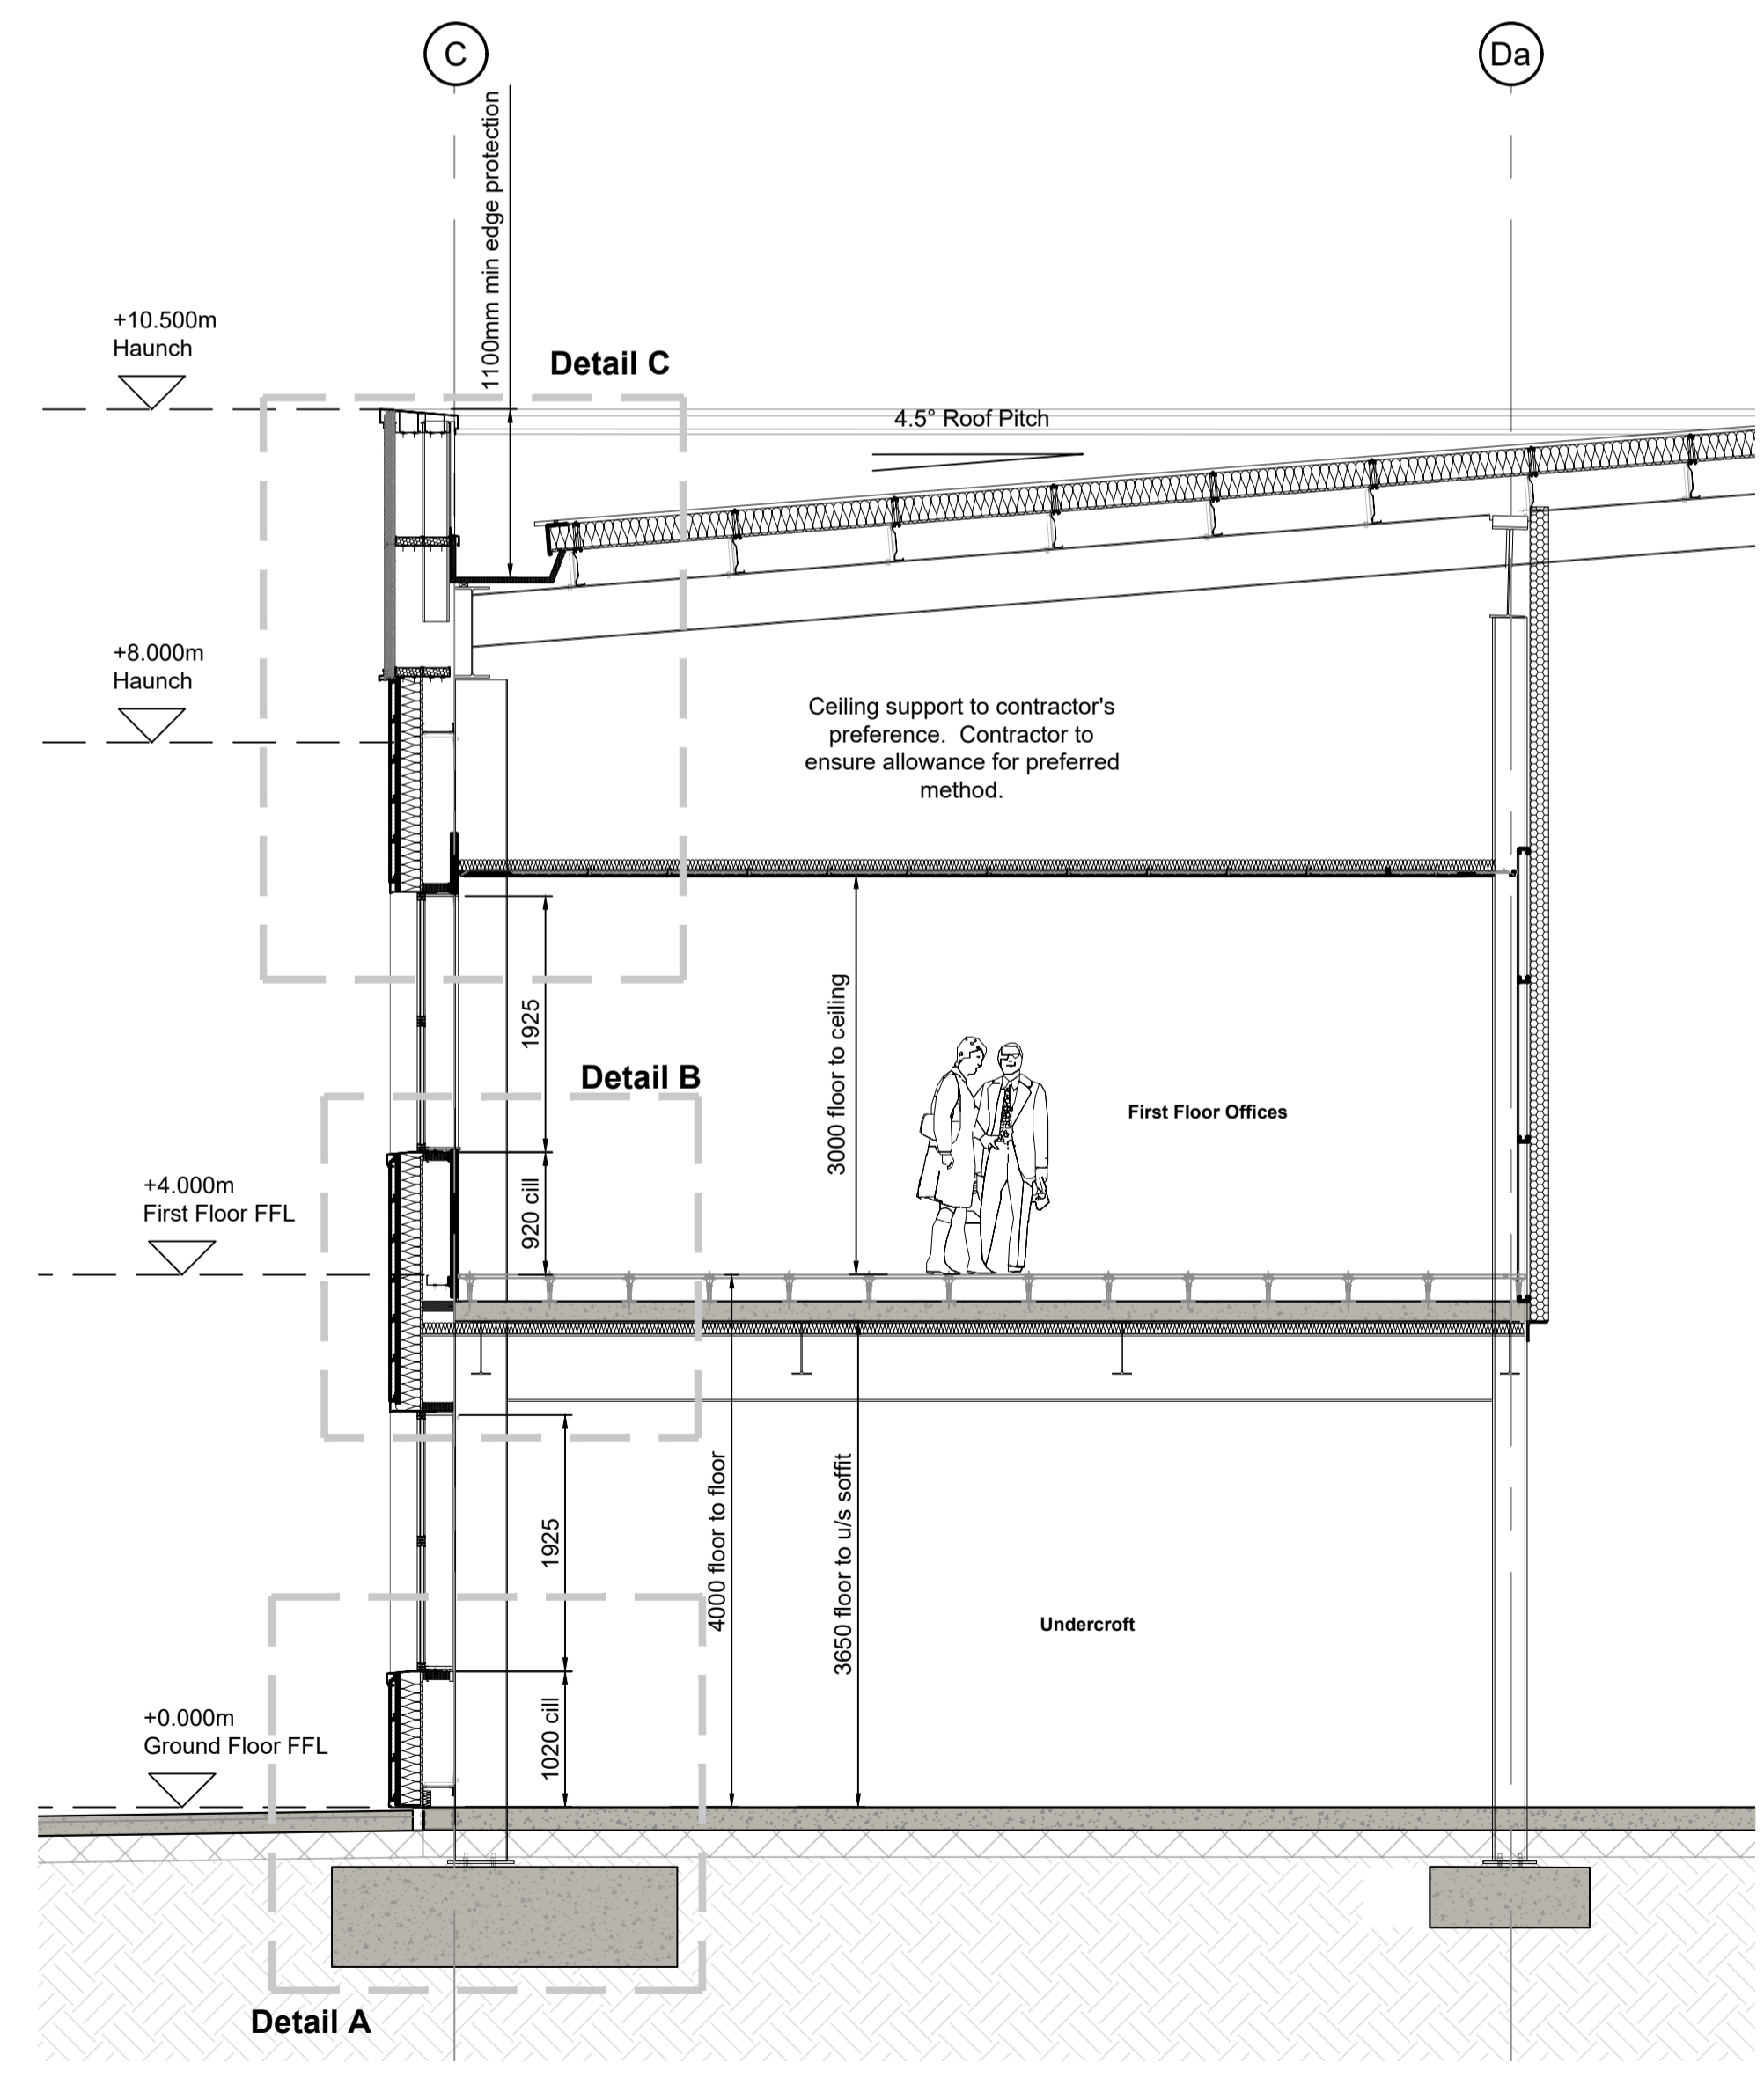 C
Da
1100mm min edge protection
+10.500m
Haunch
Detail C
4.5° Roof Pitch
+8.000m
Haunch
Ceiling support to contractor's
preference. Contractor to
ensure allowance for preferred
method.
1925
3000 floor to ceiling
Detail B
First Floor Offices
920 cill
+4.000m
First Floor FFL
1925
4000 floor to floor
3650 floor to u/s soffit
Undercroft
1020 cill
+0.000m
Ground Floor FFL
Detail A